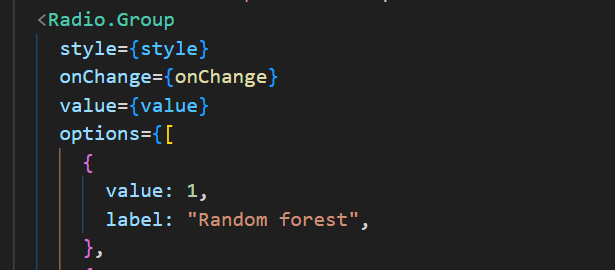 <Radio.Group
style={style}
onChange={onChange}
value={value}
options={[
{
value: 1,
label: "Random forest",
},